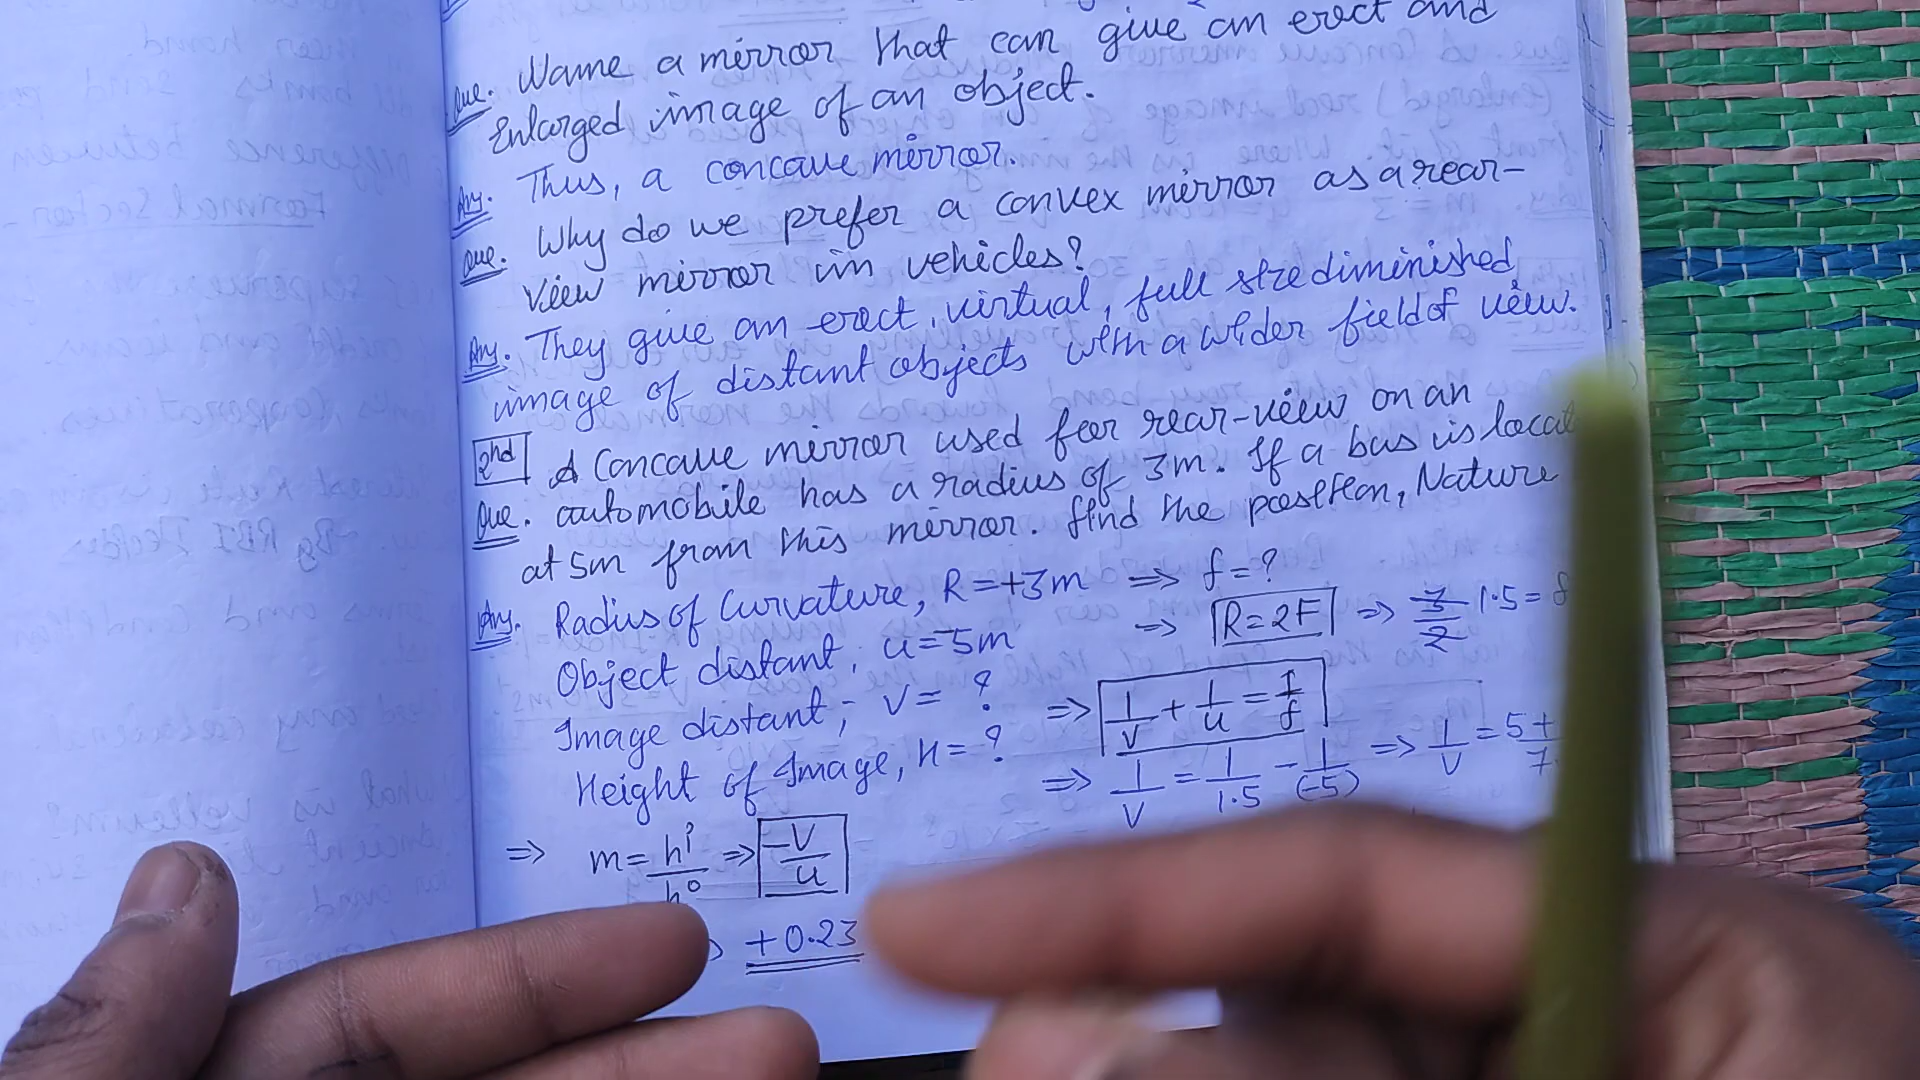 Que. Name a mirror that can give an erect and
Enlarged image of an object.
Ans. Thus, a concave mirror.
Que. Why do we prefer a convex mirror as a rear-
view mirror in vehicles?
Ans. They give an erect, virtual, full size diminished
image of distant objects with a wider field of view.
2nd A Concave mirror used for rear-view on an
Que. automobile has a radius of 3m. If a bus is locat
at 5m from this mirror. find the position, Nature
Ans. Radius of Curvature, R = +3m ⇒ f = ?
Object distant, u = -5m ⇒ R = 2F ⇒ 3/2 1.5 = f
Image distant, v = ? ⇒ 1/v + 1/u = 1/f
Height of Image, H = ? ⇒ 1/v = 1/1.5 - 1/(-5) ⇒ 1/v = 5+/7.
⇒ m = hi/ho ⇒ -v/u
+0.23